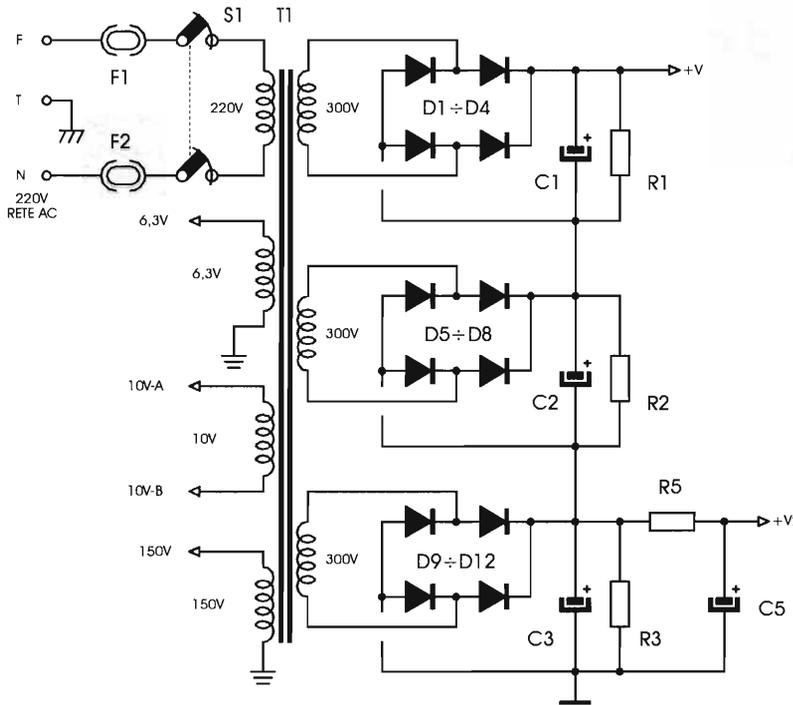 S1 T1
F
F1
220V
300V
D1÷D4
+V
+
C1
R1
T
F2
N
220V
RETE AC
6,3V
6,3V
300V
D5÷D8
+
C2
R2
10V-A
10V
10V-B
R5
150V
150V
300V
D9÷D12
+V
+
C3
R3
+
C5